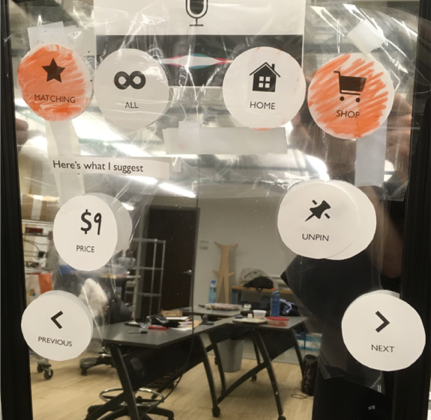 MATCHING
ALL
HOME
SHOP
Here's what I suggest
$9
PRICE
UNPIN
PREVIOUS
NEXT